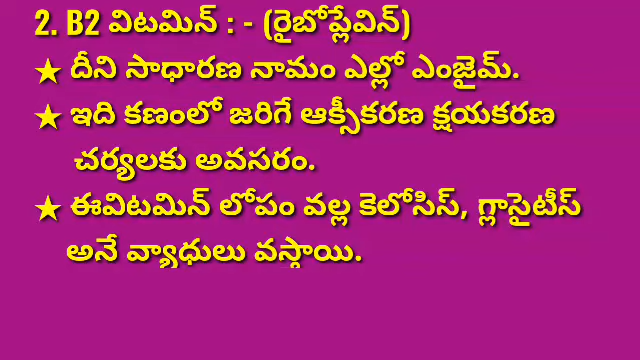 2. B2 విటమిన్ : - (రైబోప్లేవిన్)
★ దీని సాధారణ నామం ఎల్లో ఎంజైమ్.
★ ఇది కణంలో జరిగే ఆక్సీకరణ క్షయకరణ
చర్యలకు అవసరం.
★ ఈవిటమిన్ లోపం వల్ల కెలోసిస్, గ్లాసైటీస్
అనే వ్యాధులు వస్తాయి.